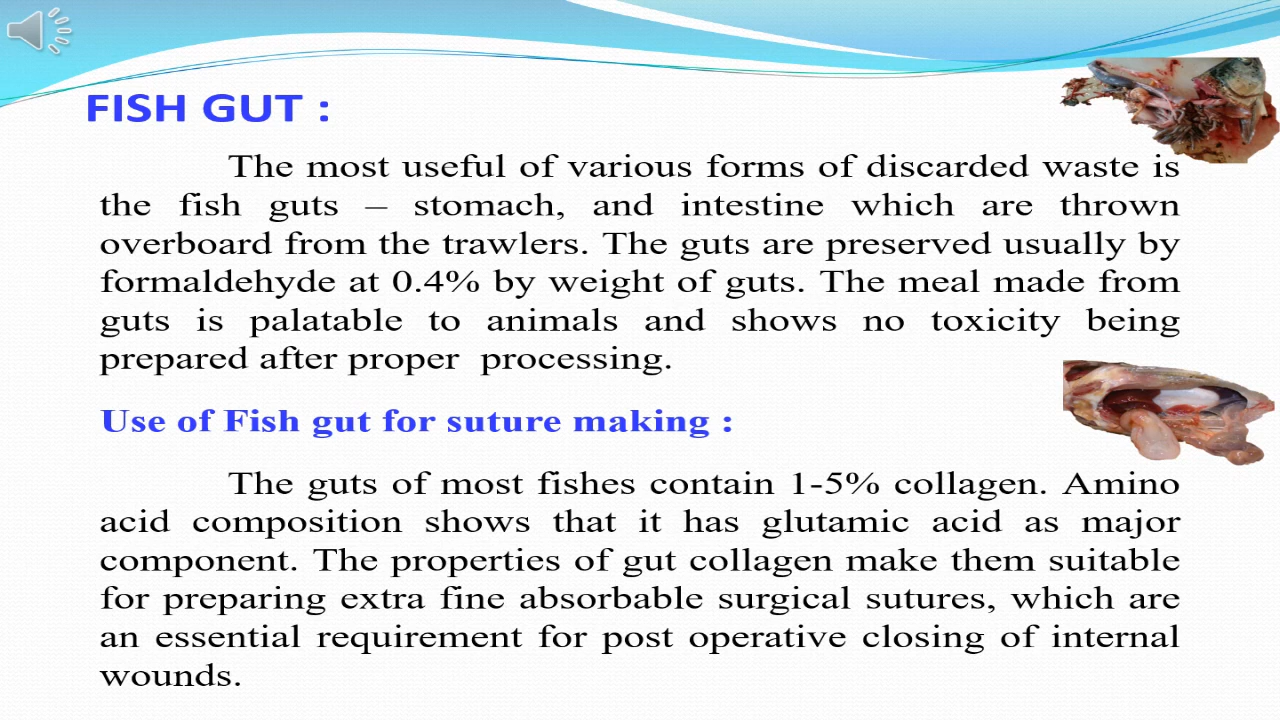 FISH GUT :
The most useful of various forms of discarded waste is
the fish guts – stomach, and intestine which are thrown
overboard from the trawlers. The guts are preserved usually by
formaldehyde at 0.4% by weight of guts. The meal made from
guts is palatable to animals and shows no toxicity being
prepared after proper processing.
Use of Fish gut for suture making :
The guts of most fishes contain 1-5% collagen. Amino
acid composition shows that it has glutamic acid as major
component. The properties of gut collagen make them suitable
for preparing extra fine absorbable surgical sutures, which are
an essential requirement for post operative closing of internal
wounds.